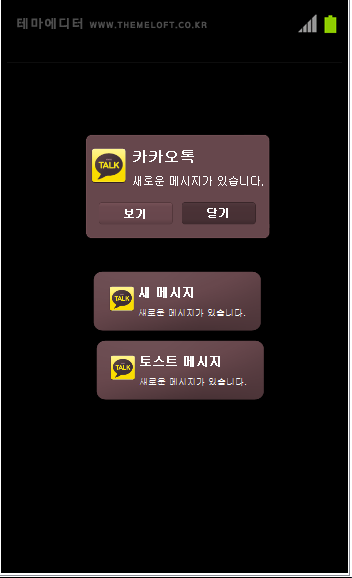 테마에디터 WWW.THEMELOFT.CO.KR
TALK
카카오톡
새로운 메시지가 있습니다.
보기 닫기
TALK
새 메시지
새로운 메시지가 있습니다.
TALK
토스트 메시지
새로운 메시지가 있습니다.